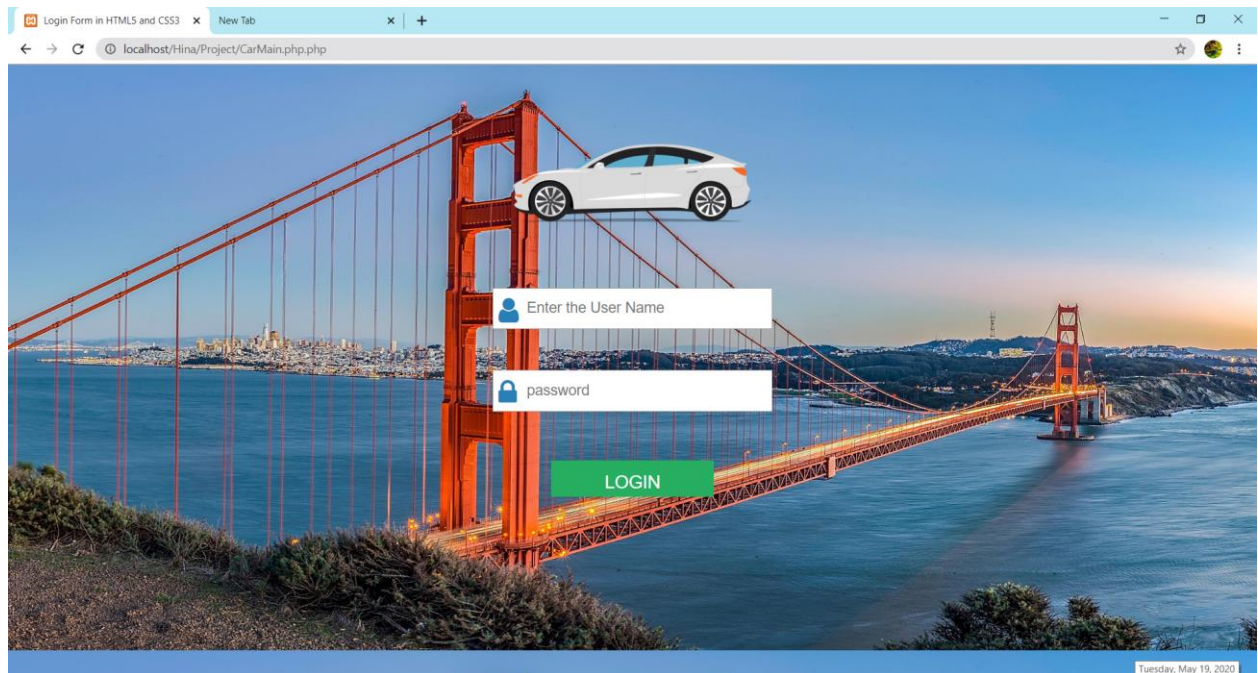 Login Form in HTML5 and CSS3
New Tab
localhost/Hina/Project/CarMain.php.php
Enter the User Name
password
LOGIN
Tuesday, May 19, 2020